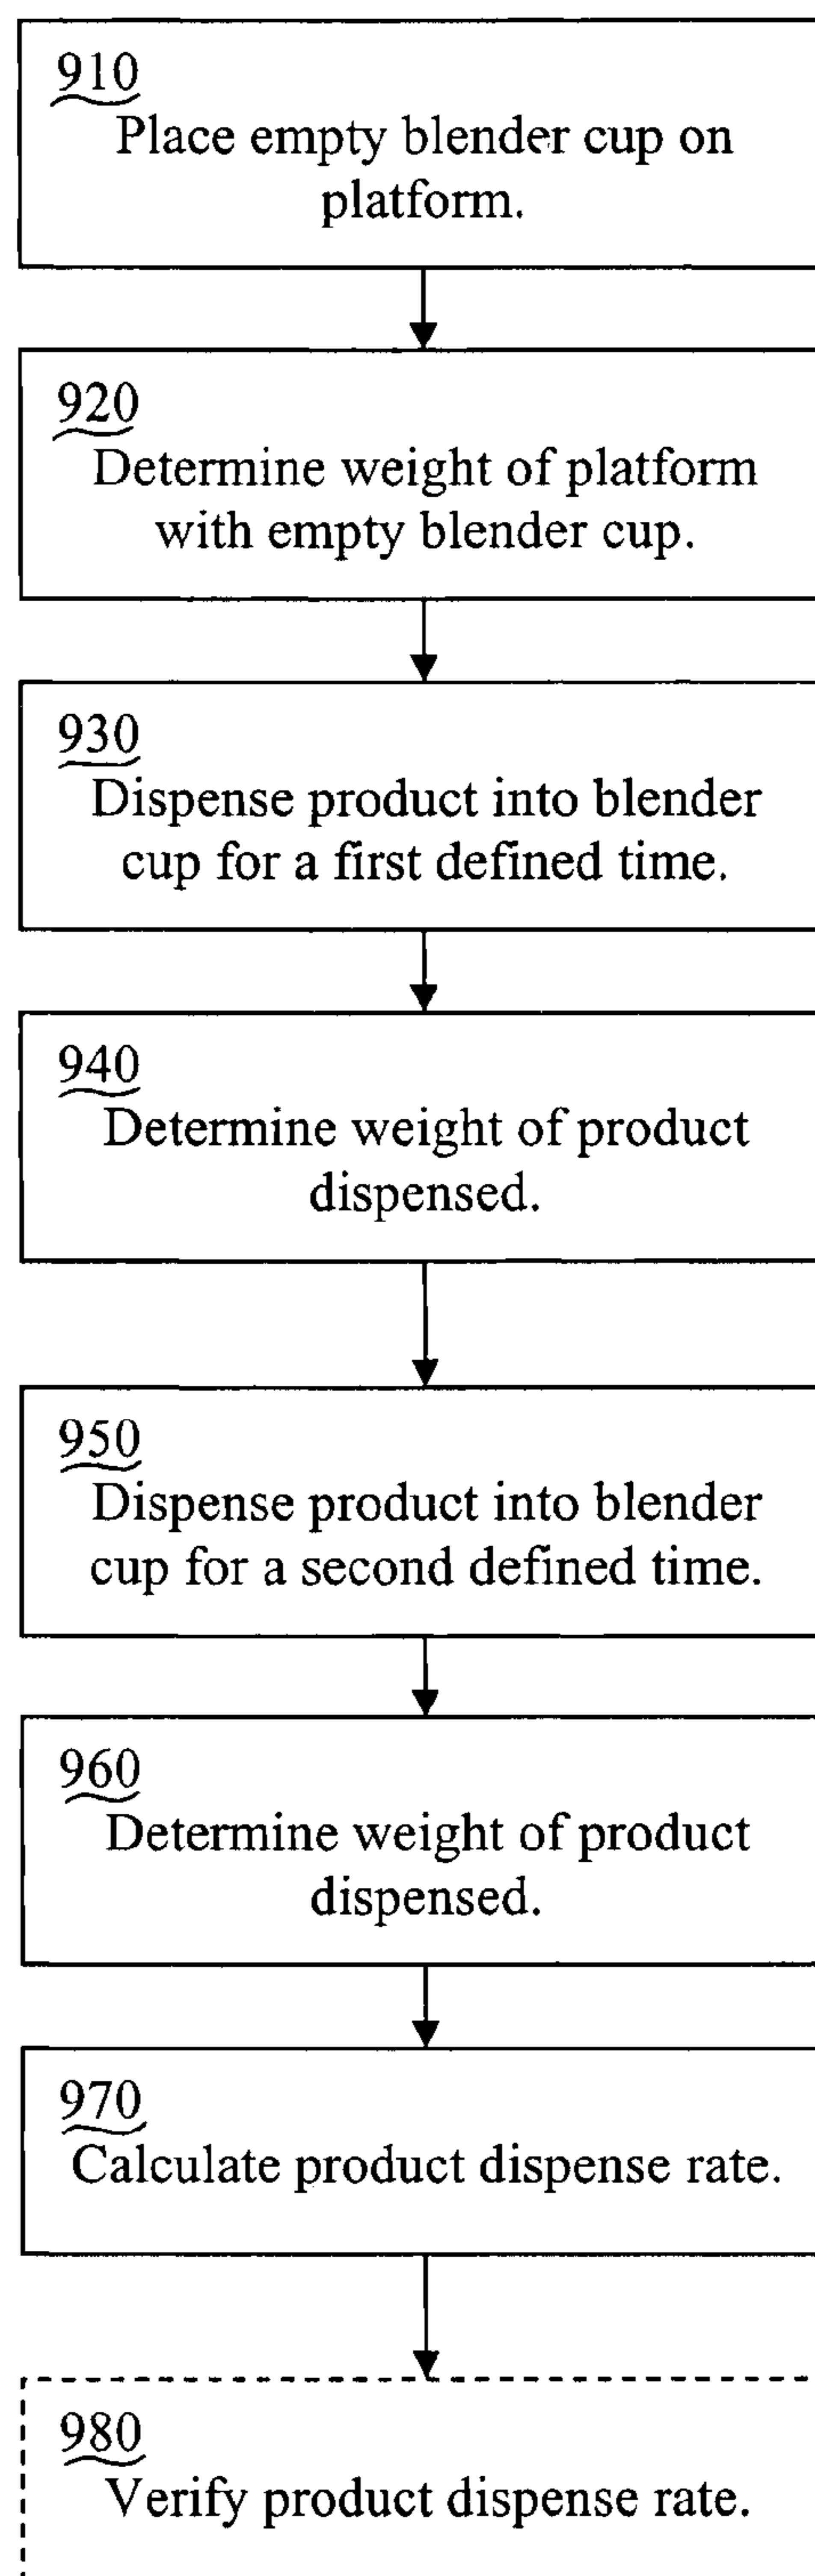 910
Place empty blender cup on
platform.
920
Determine weight of platform
with empty blender cup.
930
Dispense product into blender
cup for a first defined time.
940
Determine weight of product
dispensed.
950
Dispense product into blender
cup for a second defined time.
960
Determine weight of product
dispensed.
970
Calculate product dispense rate.
980
Verify product dispense rate.